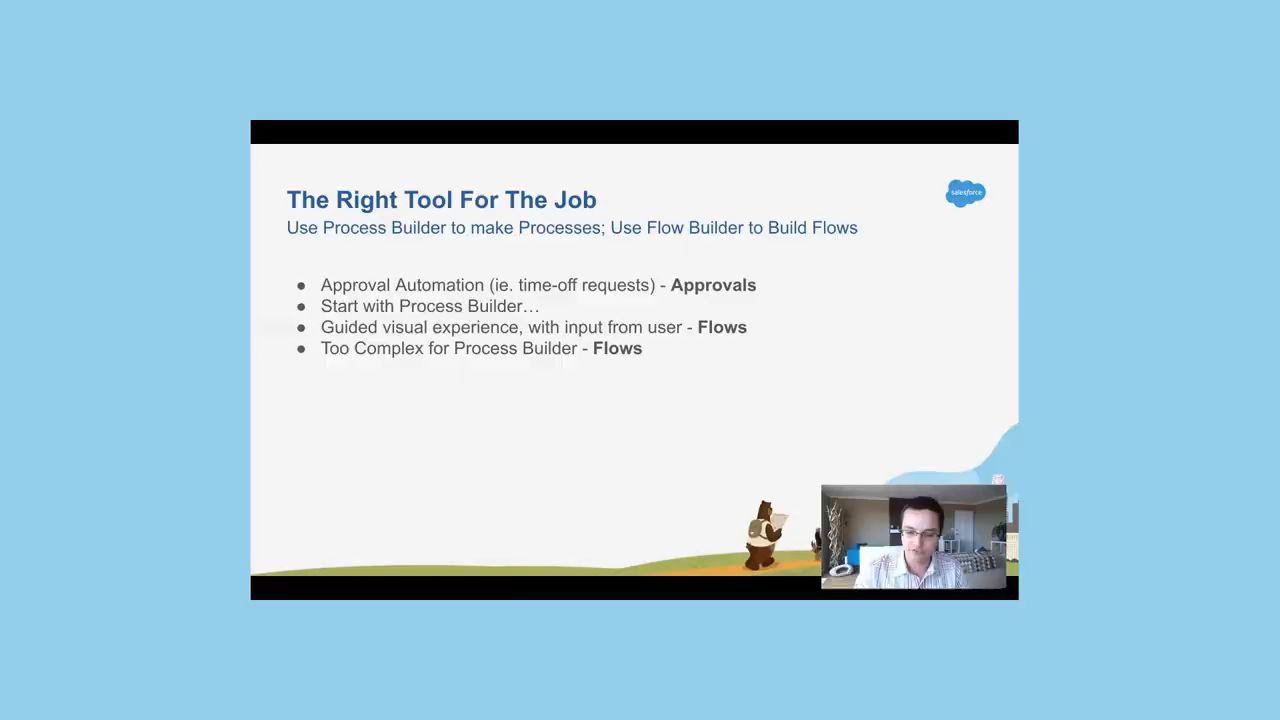 The Right Tool For The Job
salesforce
Use Process Builder to make Processes; Use Flow Builder to Build Flows
● Approval Automation (ie. time-off requests) - Approvals
● Start with Process Builder…
● Guided visual experience, with input from user - Flows
● Too Complex for Process Builder - Flows